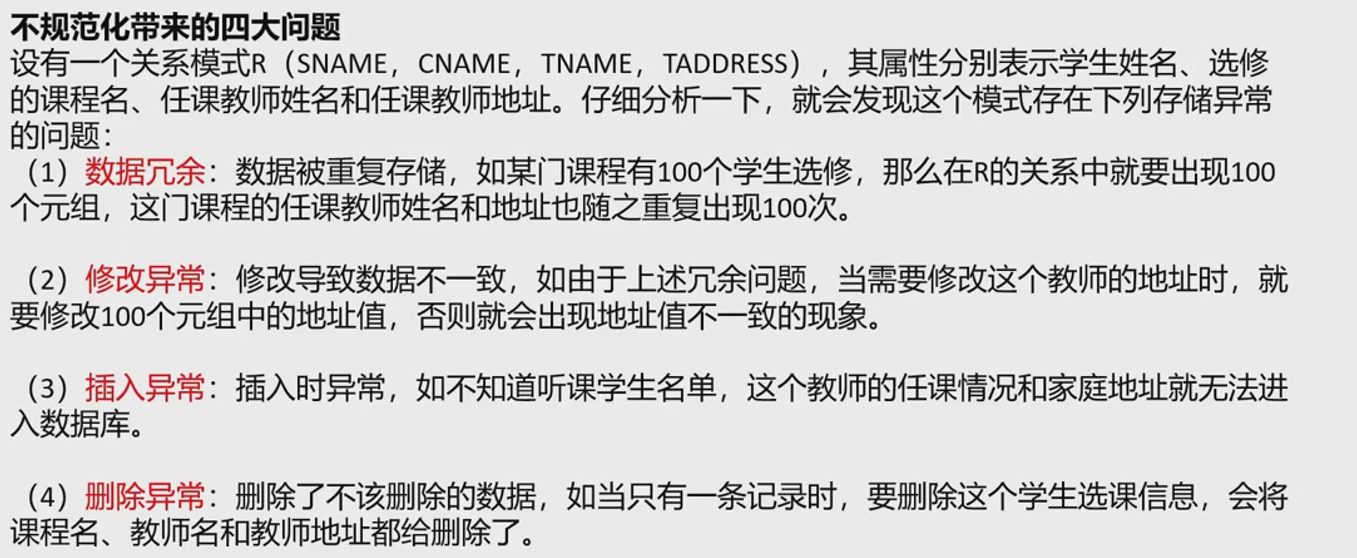 不规范化带来的四大问题
设有一个关系模式R（SNAME，CNAME，TNAME，TADDRESS），其属性分别表示学生姓名、选修
的课程名、任课教师姓名和任课教师地址。仔细分析一下，就会发现这个模式存在下列存储异常
的问题：
（1）数据冗余：数据被重复存储，如某门课程有100个学生选修，那么在R的关系中就要出现100
个元组，这门课程的任课教师姓名和地址也随之重复出现100次。
（2）修改异常：修改导致数据不一致，如由于上述冗余问题，当需要修改这个教师的地址时，就
要修改100个元组中的地址值，否则就会出现地址值不一致的现象。
（3）插入异常：插入时异常，如不知道听课学生名单，这个教师的任课情况和家庭地址就无法进
入数据库。
（4）删除异常：删除了不该删除的数据，如当只有一条记录时，要删除这个学生选课信息，会将
课程名、教师名和教师地址都给删除了。